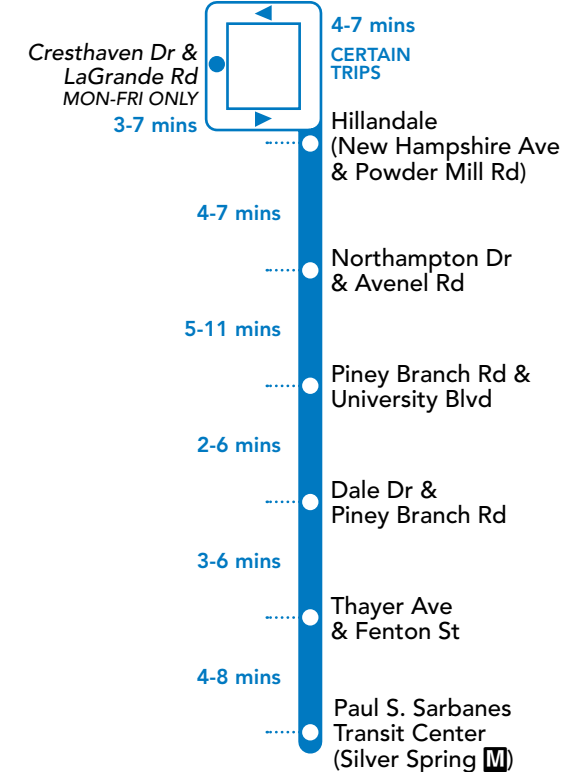 4-7 mins
CERTAIN
TRIPS
Cresthaven Dr &
LaGrande Rd
MON-FRI ONLY
3-7 mins
Hillandale
(New Hampshire Ave
& Powder Mill Rd)
4-7 mins
Northampton Dr
& Avenel Rd
5-11 mins
Piney Branch Rd &
University Blvd
2-6 mins
Dale Dr &
Piney Branch Rd
3-6 mins
Thayer Ave
& Fenton St
4-8 mins
Paul S. Sarbanes
Transit Center
(Silver Spring M)